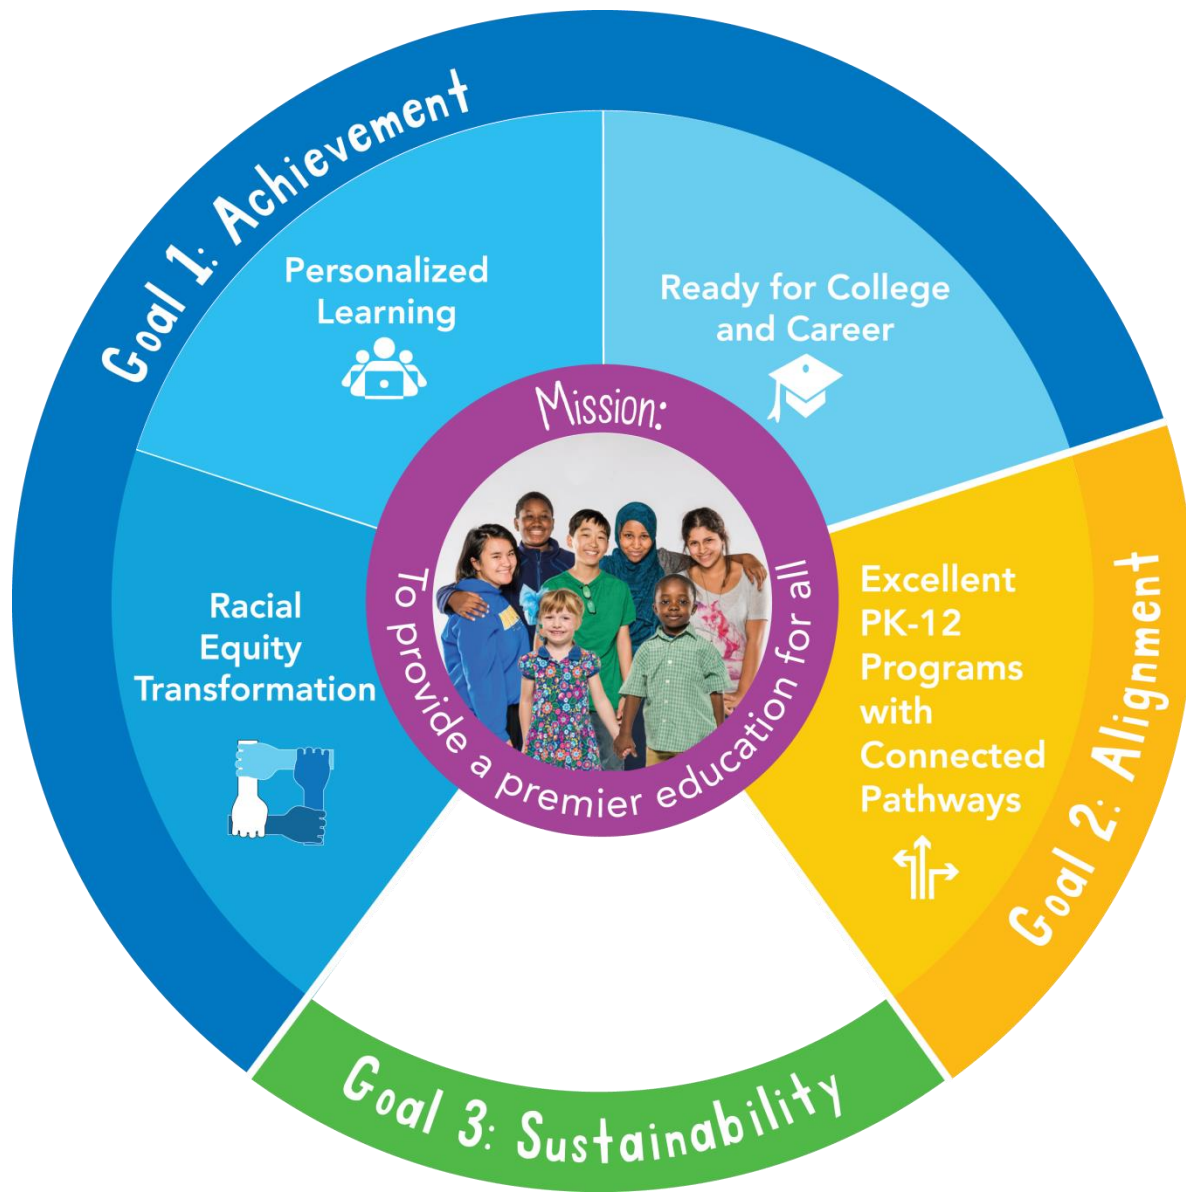 Goal 1: Achievement
Personalized
Learning
Ready for College
and Career
Racial
Equity
Transformation
Mission:
To provide a premier education for all
Excellent
PK-12
Programs
with
Connected
Pathways
Goal 2: Alignment
Goal 3: Sustainability